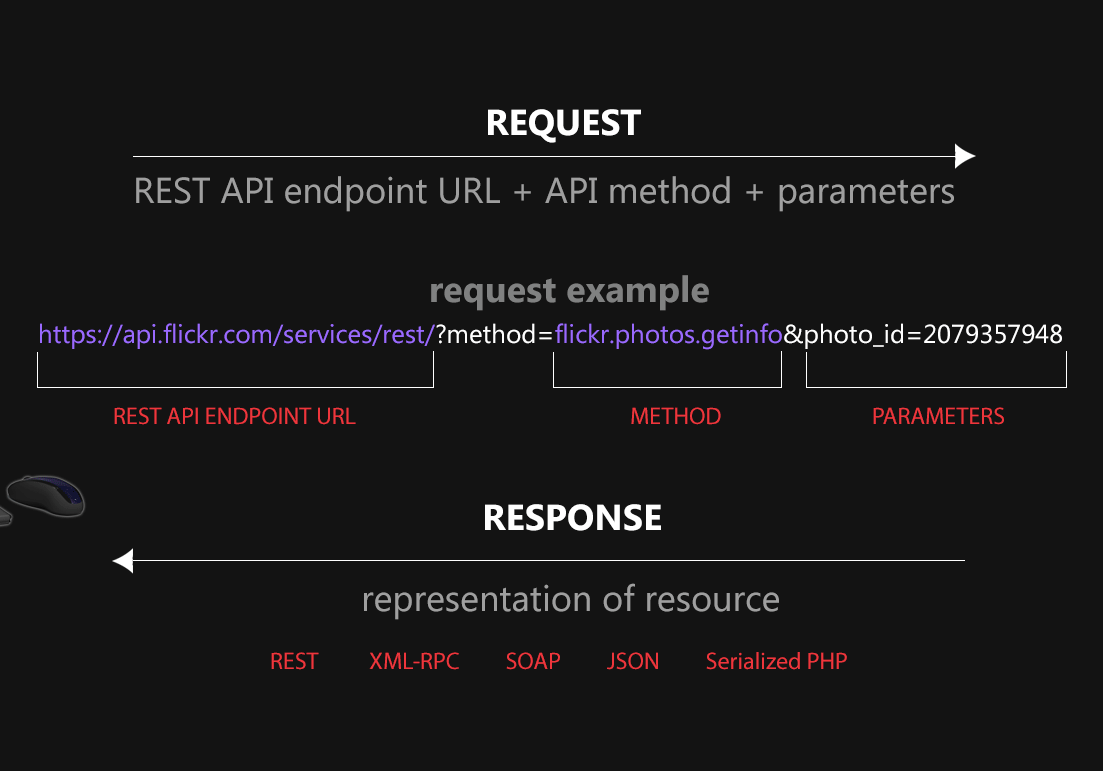 REQUEST
REST API endpoint URL + API method + parameters
request example
https://api.flickr.com/services/rest/?method=flickr.photos.getinfo&photo_id=2079357948
REST API ENDPOINT URL METHOD PARAMETERS
RESPONSE
representation of resource
REST XML-RPC SOAP JSON Serialized PHP